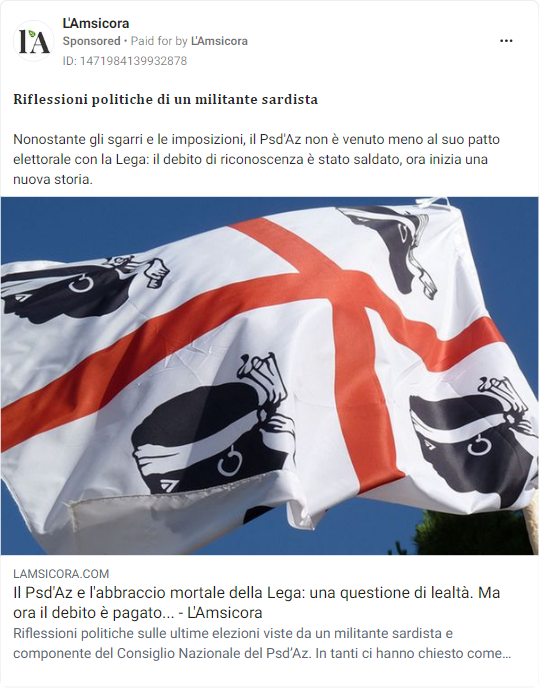 L'Amsicora
l'A
Sponsored • Paid for by L'Amsicora
ID: 1471984139932878
Riflessioni politiche di un militante sardista
Nonostante gli sgarri e le imposizioni, il Psd'Az non è venuto meno al suo patto
elettorale con la Lega: il debito di riconoscenza è stato saldato, ora inizia una
nuova storia.
LAMSICORA.COM
Il Psd'Az e l'abbraccio mortale della Lega: una questione di lealtà. Ma
ora il debito è pagato... - L'Amsicora
Riflessioni politiche sulle ultime elezioni viste da un militante sardista e
componente del Consiglio Nazionale del Psd’Az. In tanti ci hanno chiesto come...